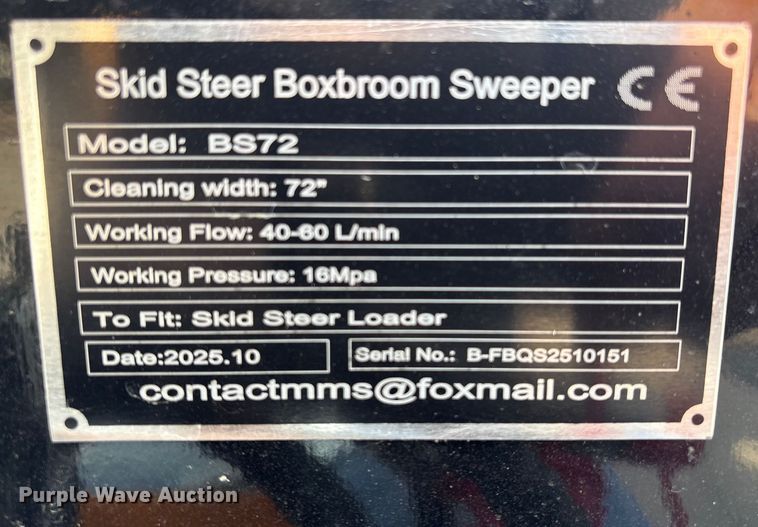 Skid Steer Boxbroom Sweeper CE
Model: BS72
Cleaning width: 72"
Working Flow: 40-60 L/min
Working Pressure: 16Mpa
To Fit: Skid Steer Loader
Date:2025.10 Serial No.: B-FBQS2510151
contactmms@foxmail.com
Purple Wave Auction